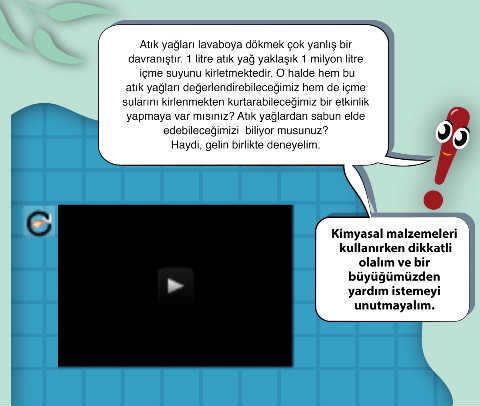 Atık yağları lavaboya dökmek çok yanlış bir
davranıştır. 1 litre atık yağ yaklaşık 1 milyon litre
içme suyunu kirletmektedir. O halde hem bu
atık yağları değerlendirebileceğimiz hem de içme
sularını kirlenmekten kurtarabileceğimiz bir etkinlik
yapmaya var mısınız? Atık yağlardan sabun elde
edebileceğimizi biliyor musunuz?
Haydi, gelin birlikte deneyelim.
Kimyasal malzemeleri
kullanırken dikkatli
olalım ve bir
büyüğümüzden
yardım istemeyi
unutmayalım.